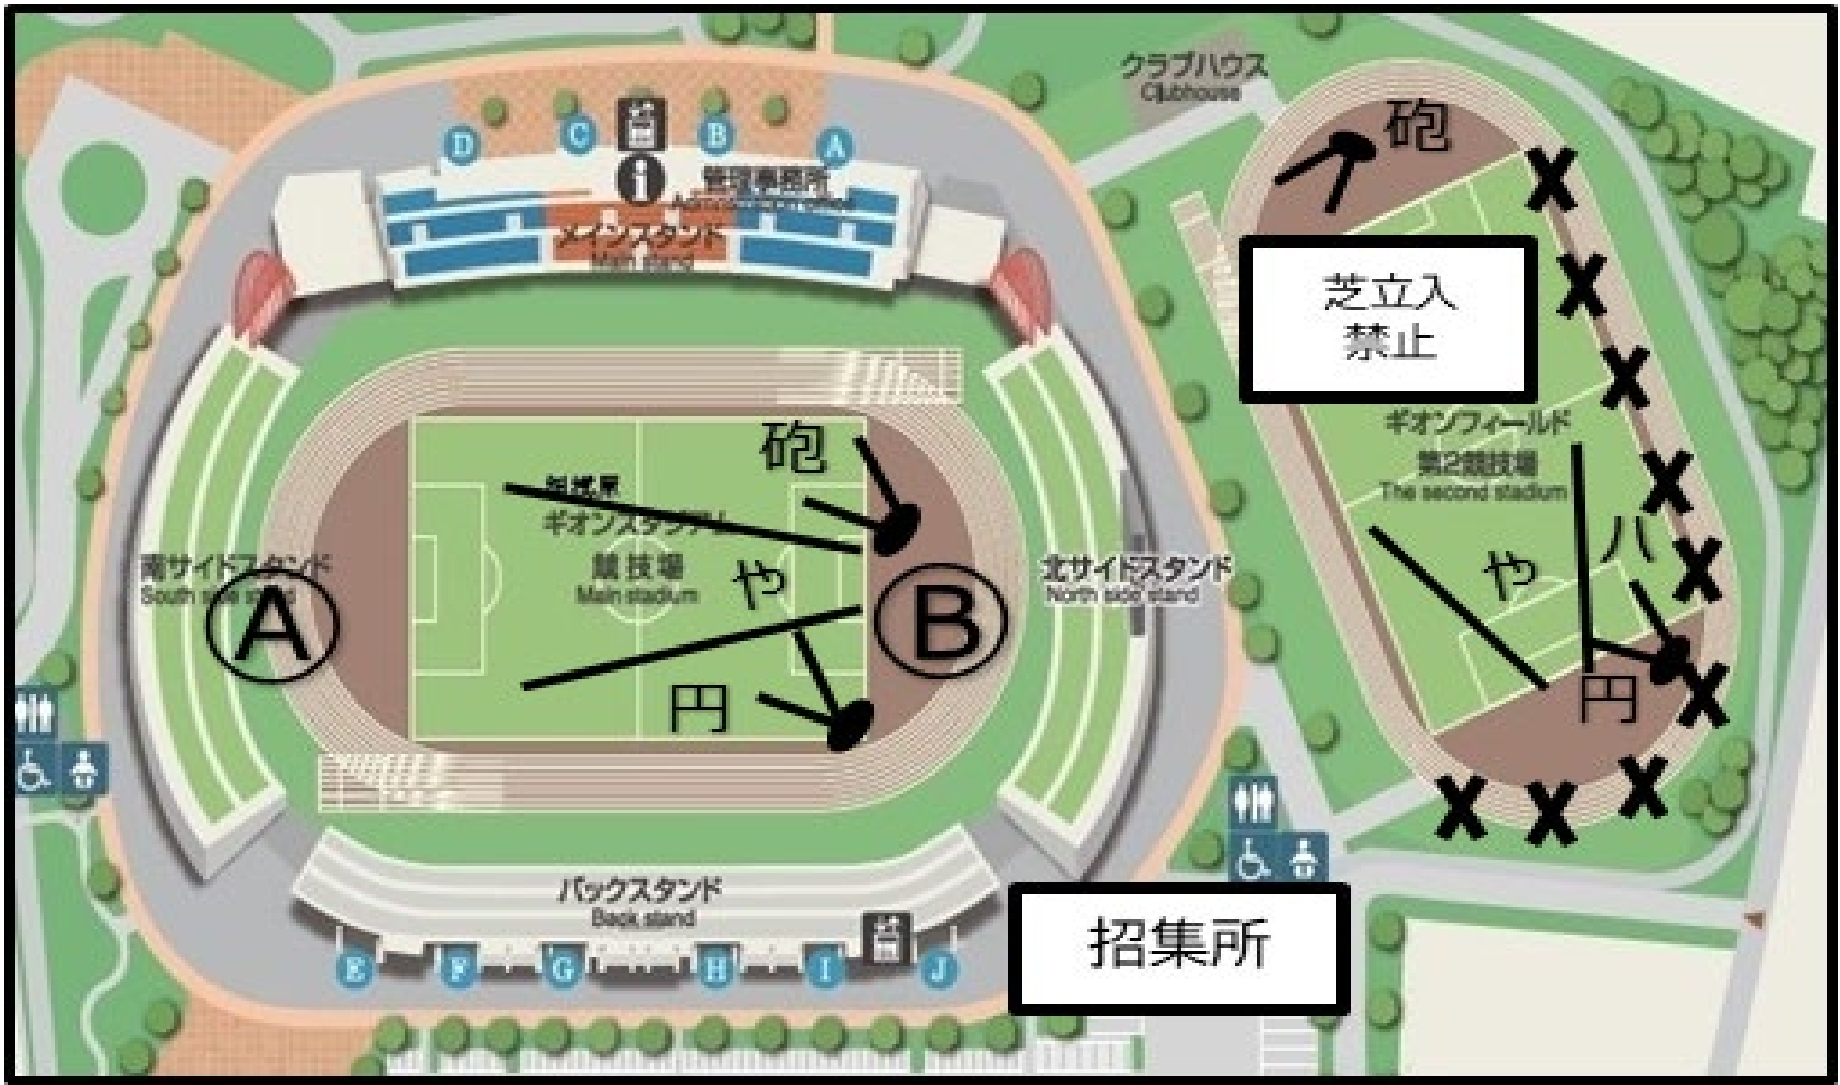 クラブハウス
Clubhouse
砲
D
C
B
A
i
管理事務所
メインスタンド
Main stand
芝立入
禁止
ギオンフィールド
第2競技場
The second stadium
砲
相模原
ギオンスタジアム
競技場
Main stadium
や
円
南サイドスタンド
South side stand
A
B
北サイドスタンド
North side stand
や
ハ
円
バックスタンド
Back stand
E
F
G
H
I
J
招集所